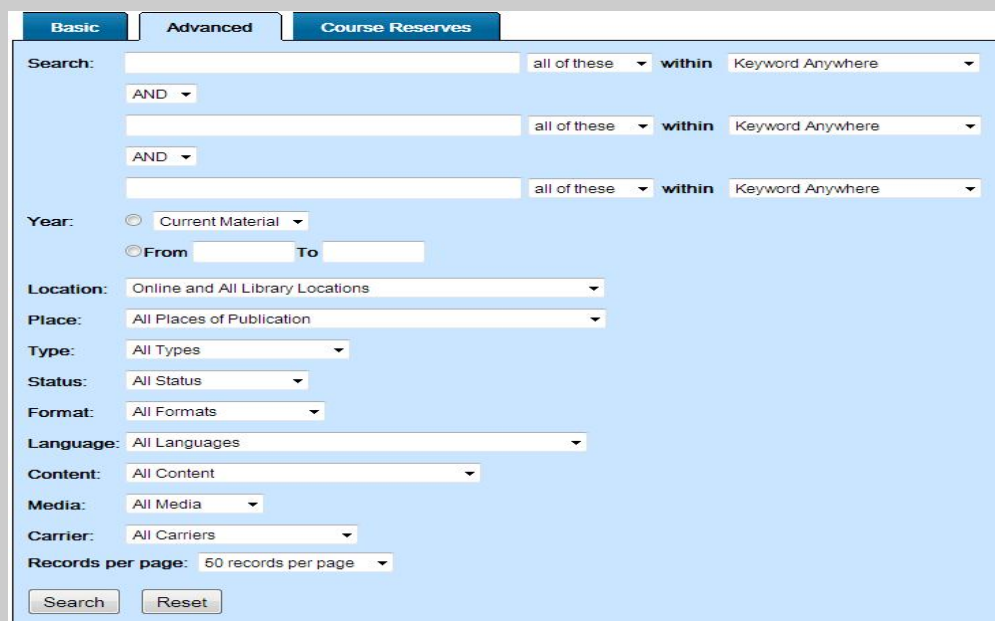 Basic Advanced Course Reserves
Search: all of these within Keyword Anywhere
AND
all of these within Keyword Anywhere
AND
all of these within Keyword Anywhere
Year: Current Material
From To
Location: Online and All Library Locations
Place: All Places of Publication
Type: All Types
Status: All Status
Format: All Formats
Language: All Languages
Content: All Content
Media: All Media
Carrier: All Carriers
Records per page: 50 records per page
Search Reset